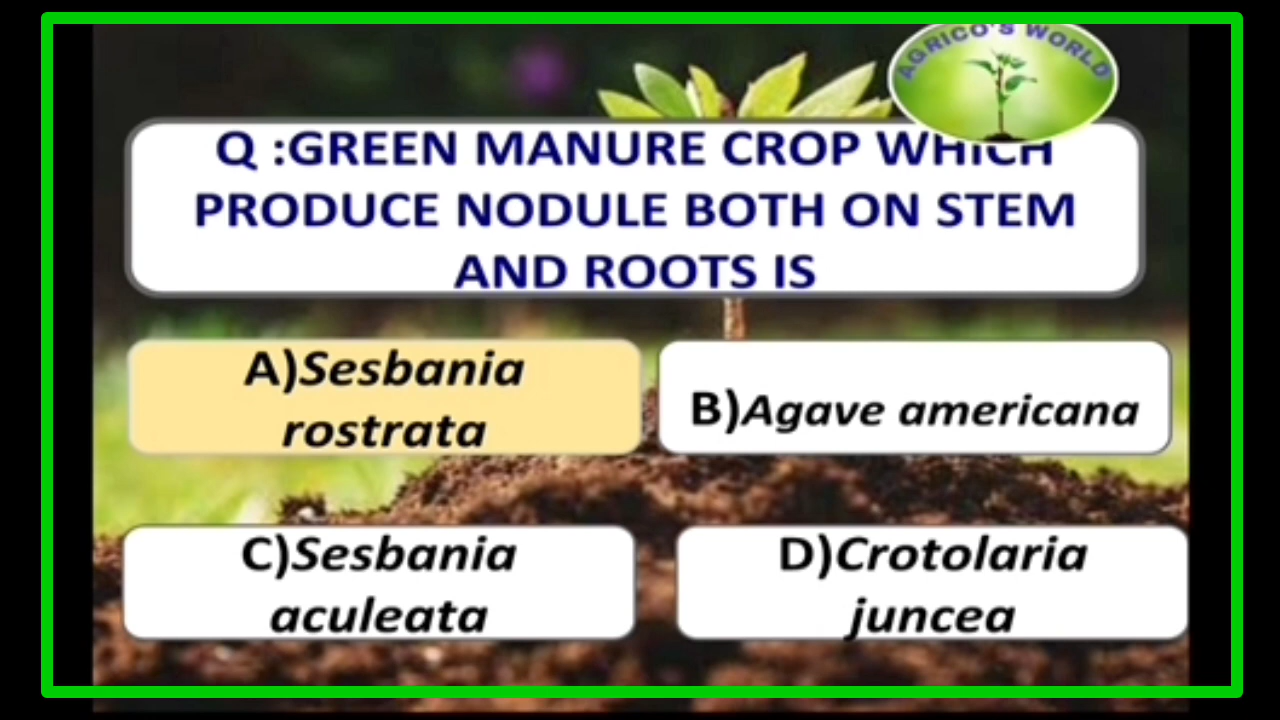 AGRICO'S WORLD
Q :GREEN MANURE CROP WHICH
PRODUCE NODULE BOTH ON STEM
AND ROOTS IS
A)Sesbania
rostrata
B)Agave americana
C)Sesbania
aculeata
D)Crotolaria
juncea